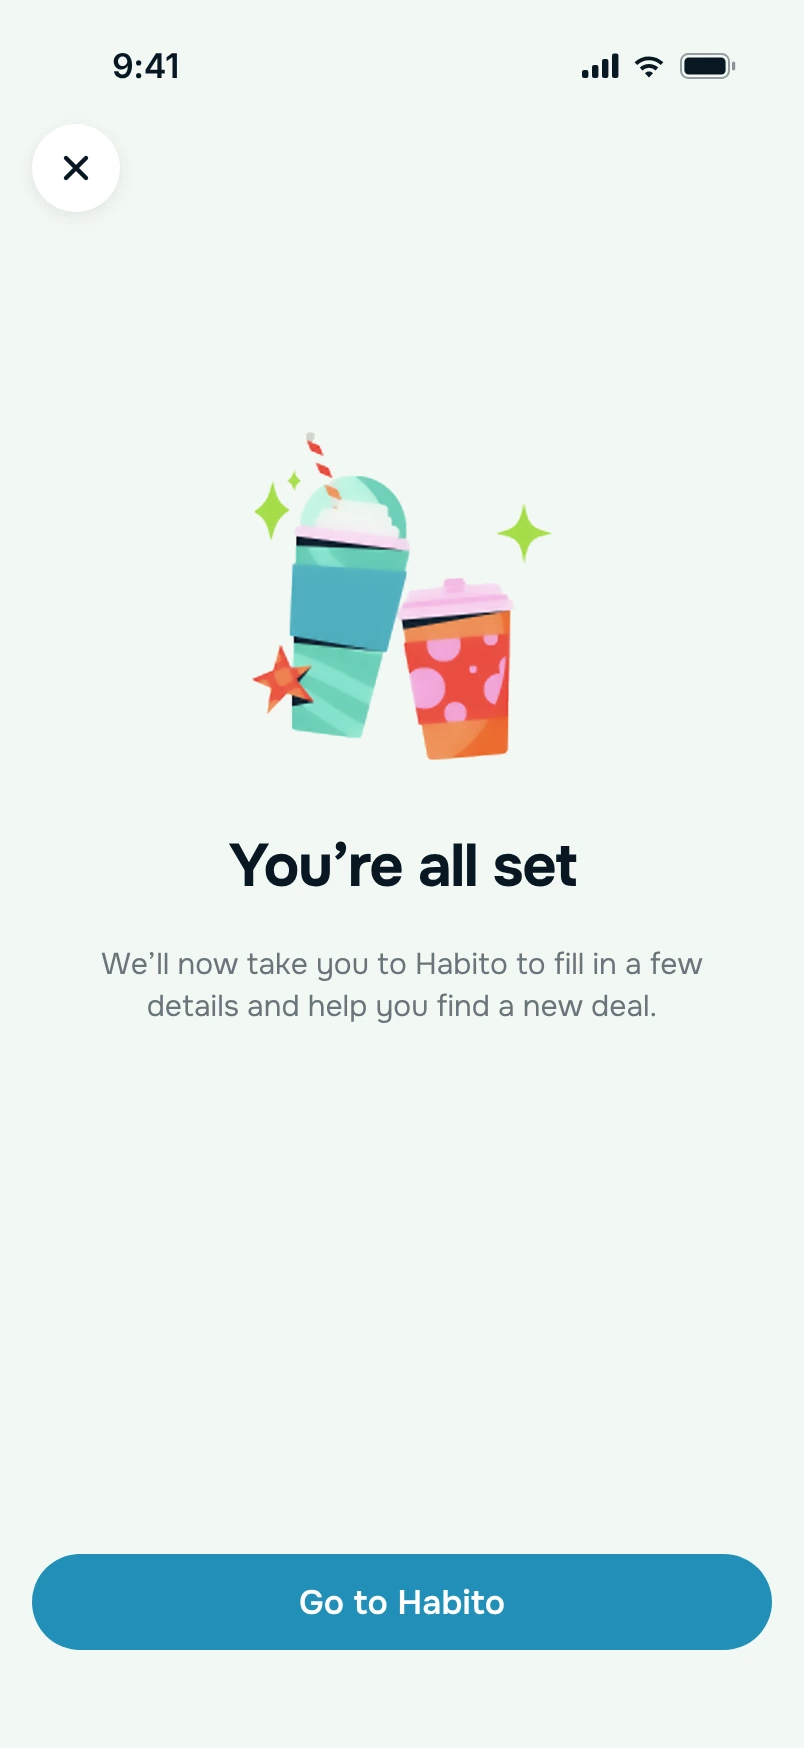 9:41
You’re all set
We’ll now take you to Habito to fill in a few
details and help you find a new deal.
Go to Habito